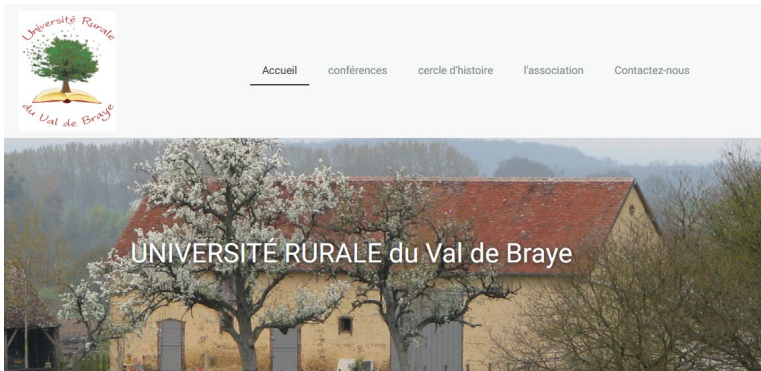 Université Rurale
du Val de Braye
Accueil conférences cercle d'histoire l'association Contactez-nous
UNIVERSITÉ RURALE du Val de Braye